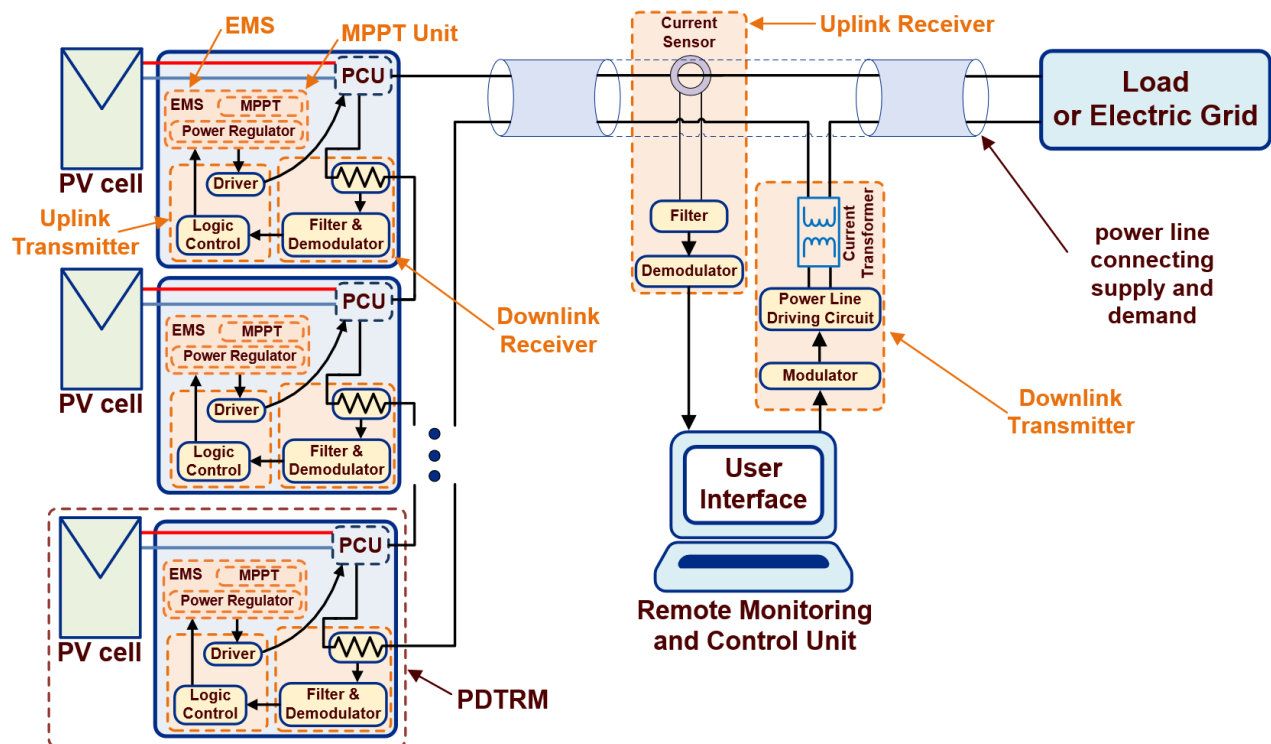 EMS
MPPT Unit
PCU
EMS
MPPT
Power Regulator
Driver
Logic
Control
Filter &
Demodulator
PV cell
Uplink
Transmitter
PCU
EMS
MPPT
Power Regulator
Driver
Logic
Control
Filter &
Demodulator
PV cell
Downlink
Receiver
PCU
EMS
MPPT
Power Regulator
Driver
Logic
Control
Filter &
Demodulator
PV cell
PDTRM
Current
Sensor
Uplink Receiver
Filter
Demodulator
Current
Transformer
Power Line
Driving Circuit
Modulator
Downlink
Transmitter
Load
or Electric Grid
power line
connecting
supply and
demand
User
Interface
Remote Monitoring
and Control Unit